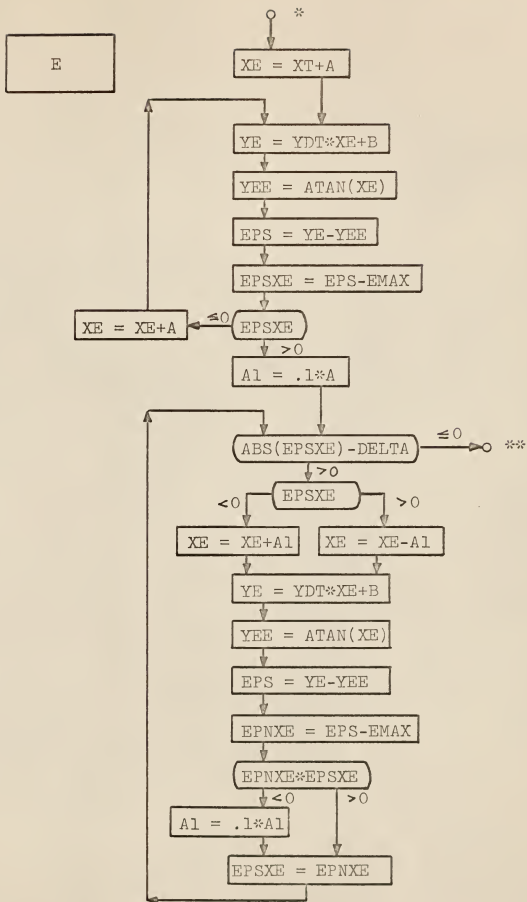 *
E
XE = XT+A
YE = YDT*XE+B
YEE = ATAN(XE)
EPS = YE-YEE
EPSXE = EPS-EMAX
XE = XE+A
≦0
EPSXE
>0
A1 = .1*A
ABS(EPSXE)-DELTA
≦0
**
>0
<0
EPSXE
>0
XE = XE+A1
XE = XE-A1
YE = YDT*XE+B
YEE = ATAN(XE)
EPS = YE-YEE
EPNXE = EPS-EMAX
EPNXE*EPSXE
<0
>0
A1 = .1*A1
EPSXE = EPNXE